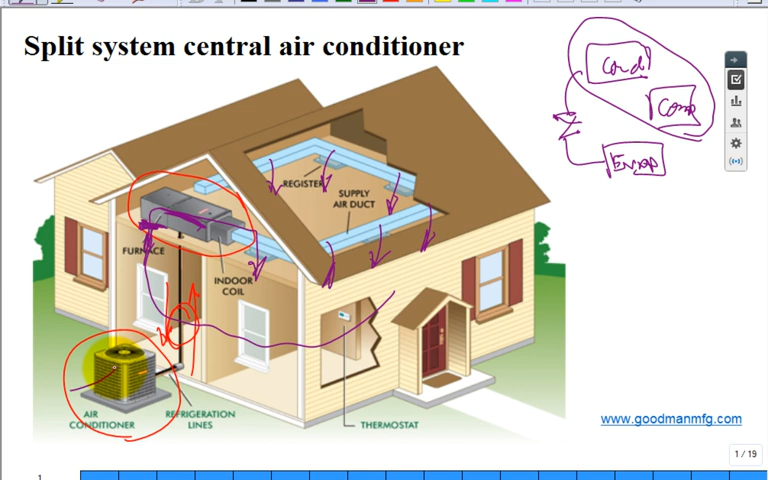 Split system central air conditioner
Cond
Comp
Evap
REGISTER
SUPPLY
AIR DUCT
FURNACE
INDOOR
COIL
AIR
CONDITIONER
REFRIGERATION
LINES
THERMOSTAT
www.goodmanmfg.com
1 / 19
1